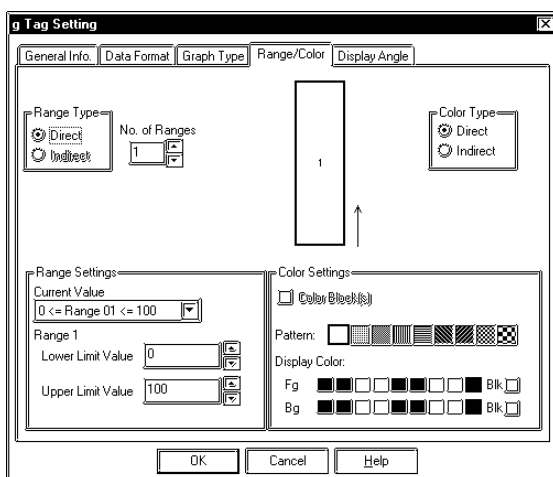 g Tag Setting
General Info.
Data Format
Graph Type
Range/Color
Display Angle
Range Type
Direct
Indirect
No. of Ranges
1
1
Color Type
Direct
Indirect
Range Settings
Current Value
0 <= Range 01 <= 100
Range 1
Lower Limit Value
0
Upper Limit Value
100
Color Settings
Color Block(s)
Pattern:
Display Color:
Fg
Blk
Bg
Blk
OK
Cancel
Help